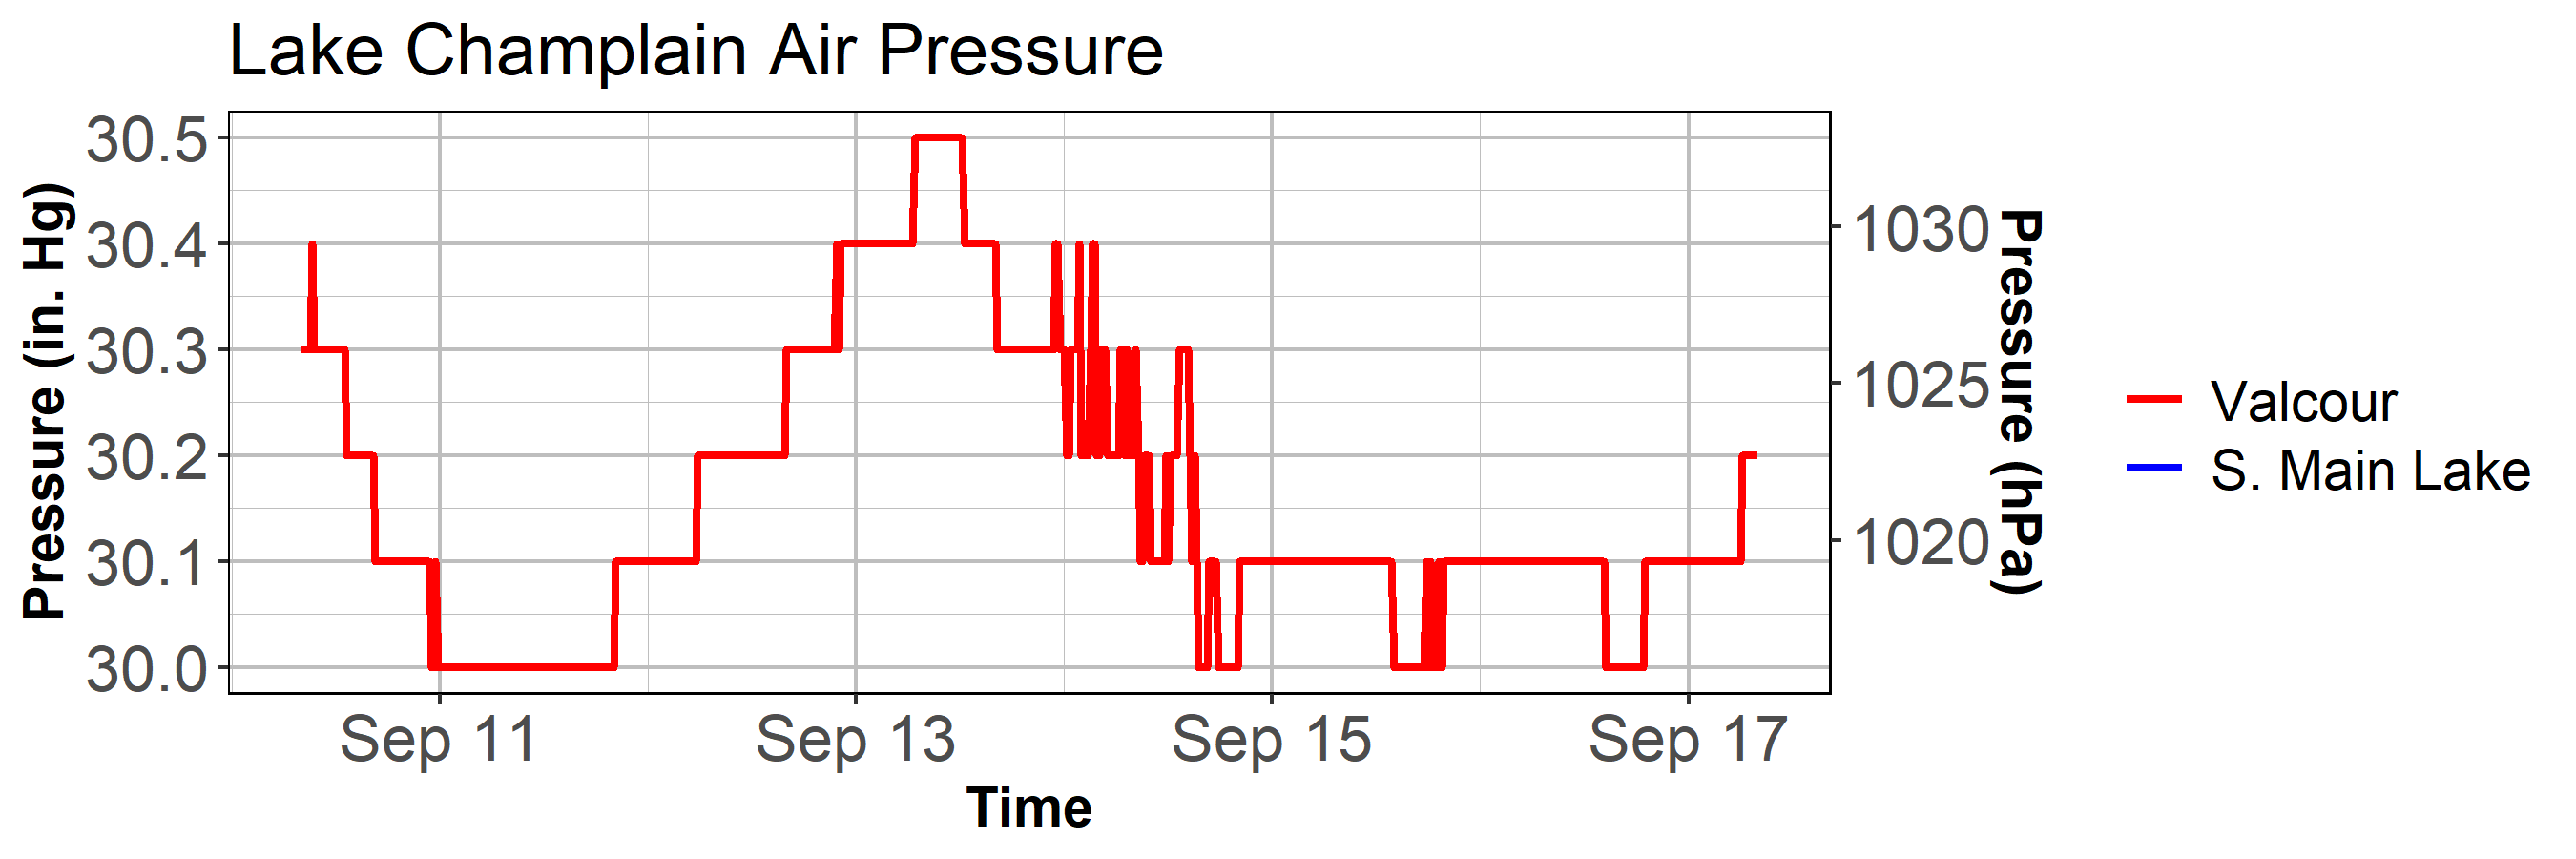 Lake Champlain Air Pressure
Pressure (in. Hg)
30.5
30.4
30.3
30.2
30.1
30.0
1030
1025
1020
Pressure (hPa)
Sep 11
Sep 13
Sep 15
Sep 17
Time
Valcour
S. Main Lake